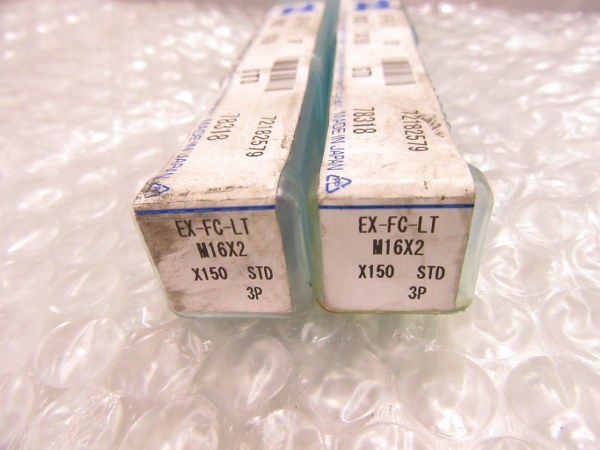 78318
72182579
MADE IN JAPAN
EX-FC-LT
M16X2
X150 STD
3P
78318
72182579
MADE IN JAPAN
EX-FC-LT
M16X2
X150 STD
3P